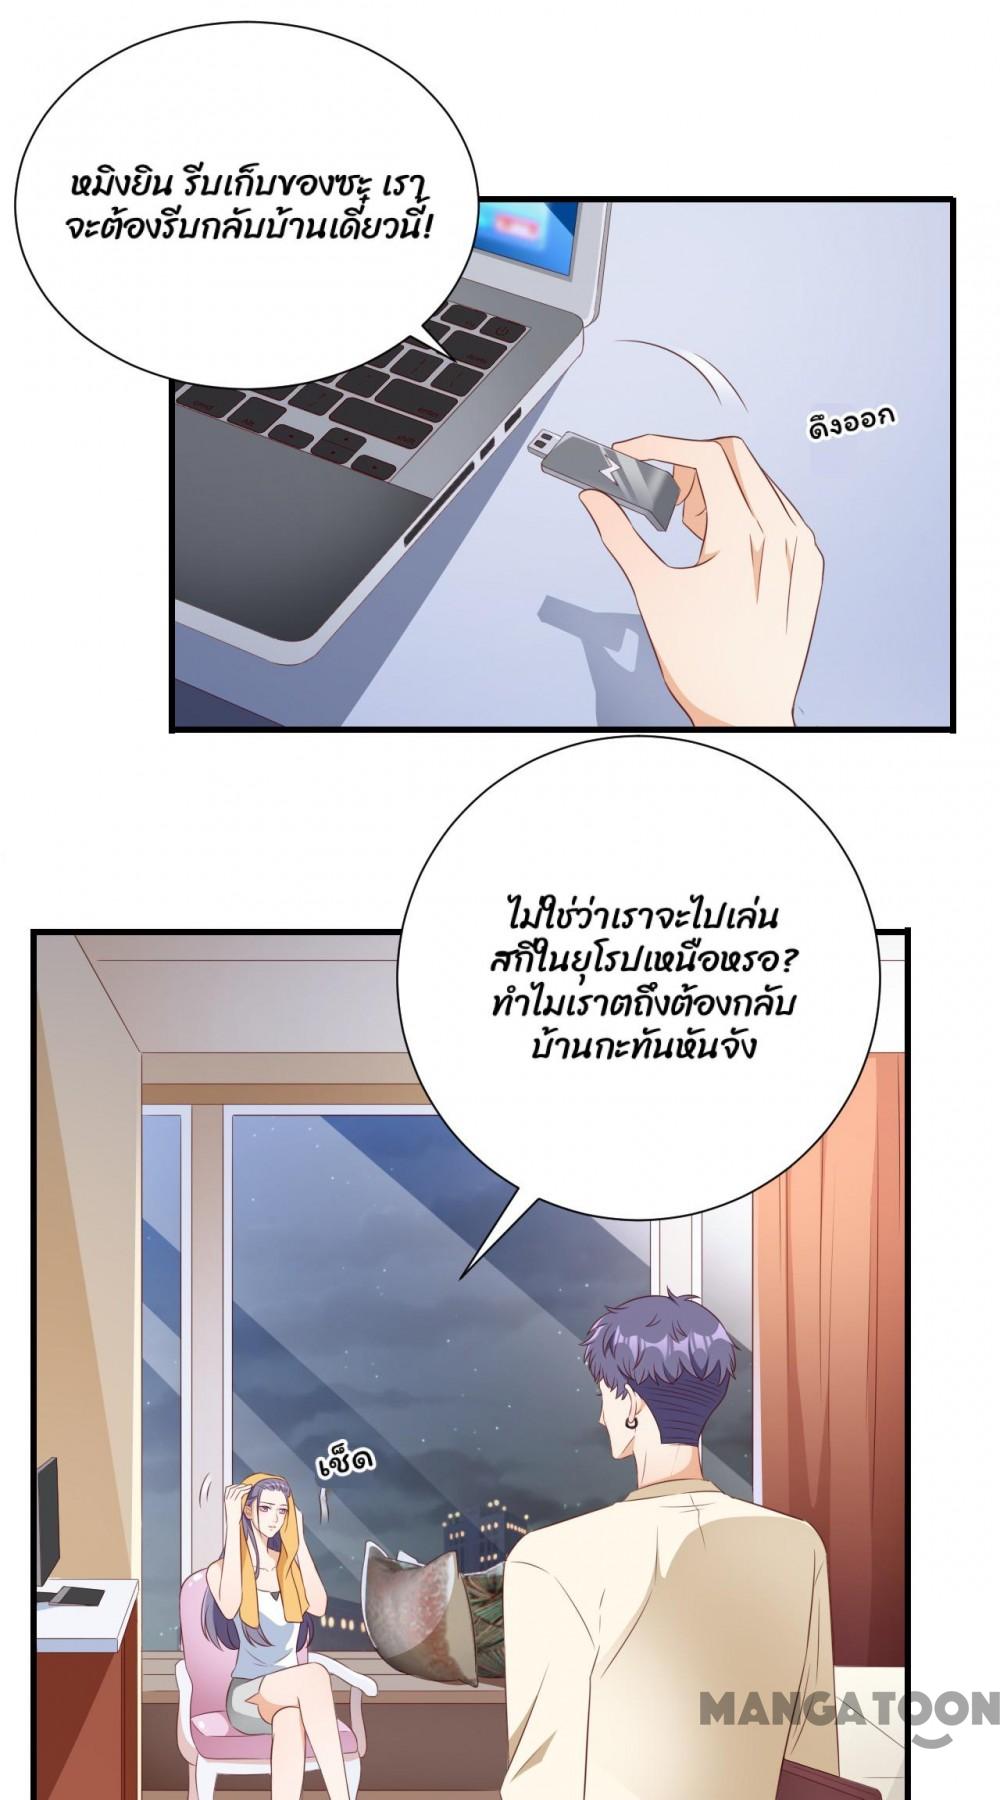 หมิงยิน รีบเก็บของซะ เรา
จะต้องรีบกลับบ้านเดี๋ยวนี้!
ดึงออก
ไม่ใช่ว่าเราจะไปเล่น
สกีในยุโรปเหนือหรอ?
ทำไมเราตถึงต้องกลับ
บ้านกะทันหันจัง
เช็ด
MANGATOON